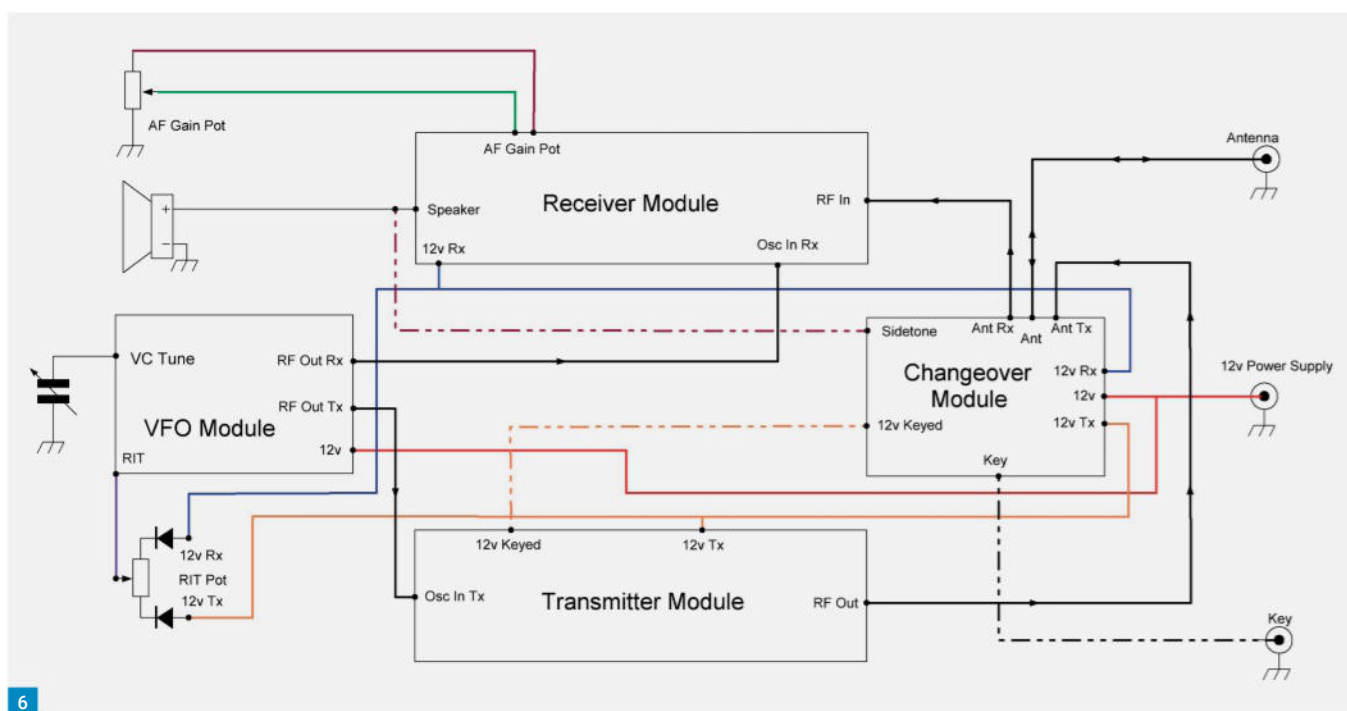 AF Gain Pot
AF Gain Pot
Receiver Module
Speaker
RF In
12v Rx
Osc In Rx
Antenna
VC Tune
RF Out Rx
RF Out Tx
VFO Module
12v
RIT
Sidetone
Ant Rx
Ant
Ant Tx
Changeover
Module
12v Rx
12v
12v Tx
12v Keyed
Key
12v Power Supply
12v Rx
RIT Pot
12v Tx
12v Keyed
12v Tx
Osc In Tx
Transmitter Module
RF Out
Key
+
-
6